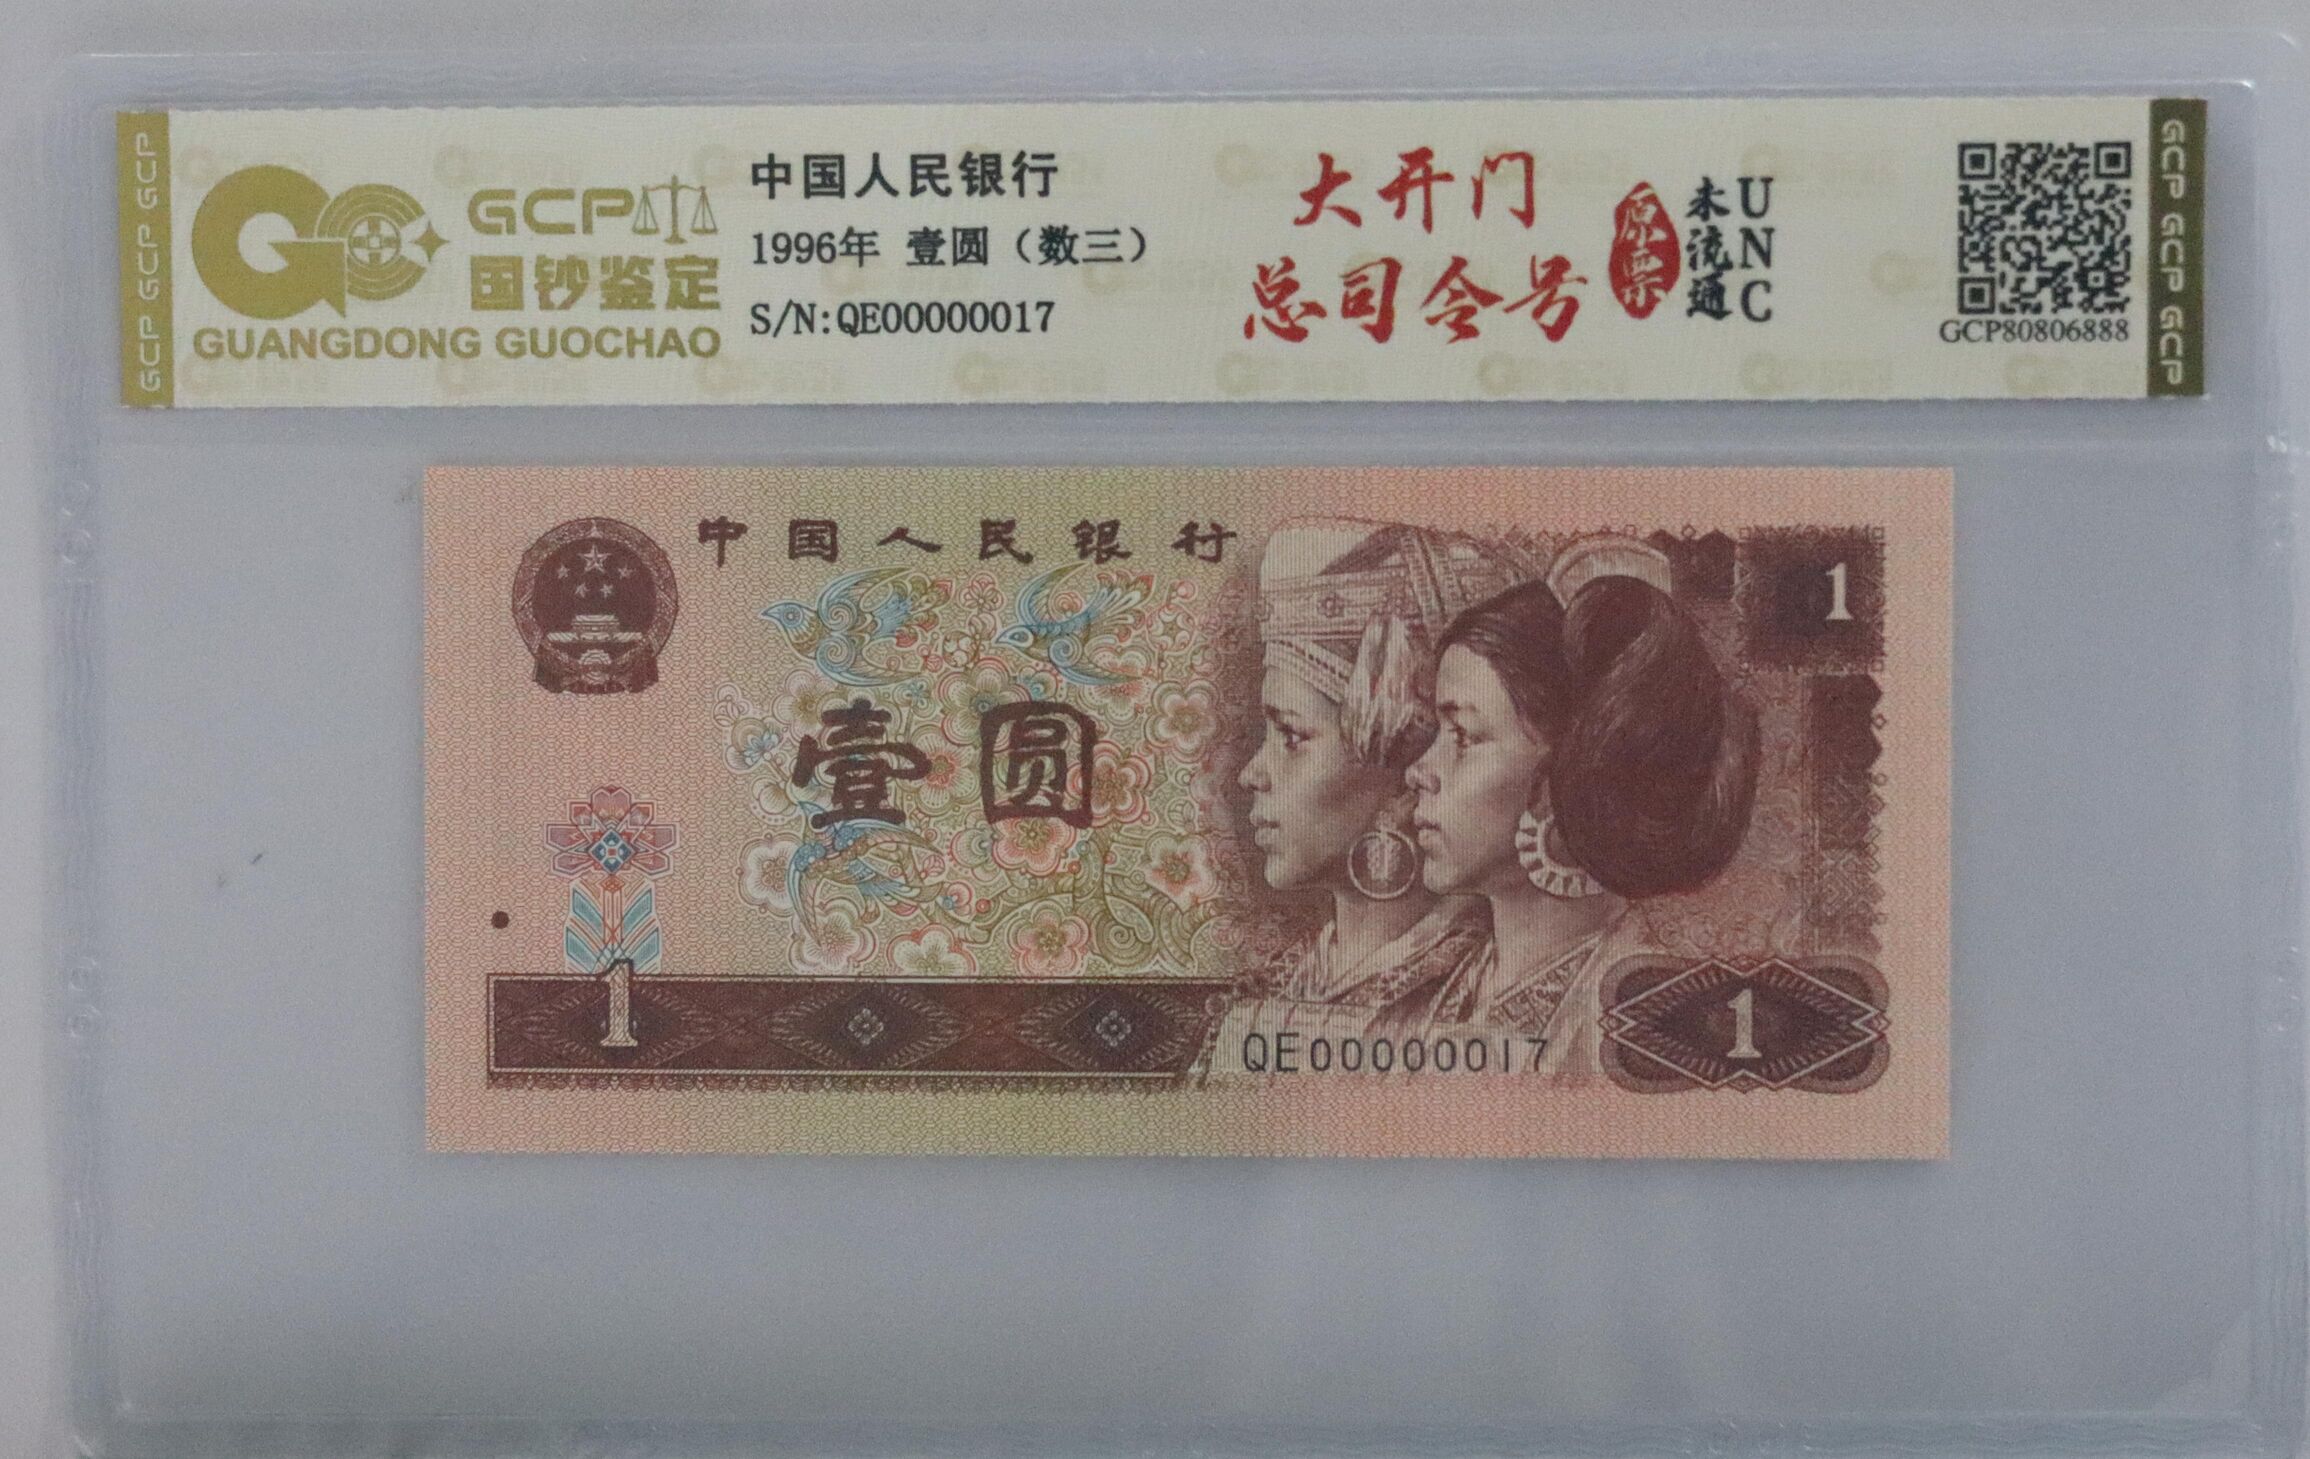 GCP GCP GCP
GCP
国钞鉴定
GUANGDONG GUOCHAO
中国人民银行
1996年 壹圆（数三）
S/N:QE00000017
大开门
总司令号
原票
未流通
UNC
GCP80806888
GCP GCP GCP
中国人民银行
1
壹圆
1
QE00000017
1